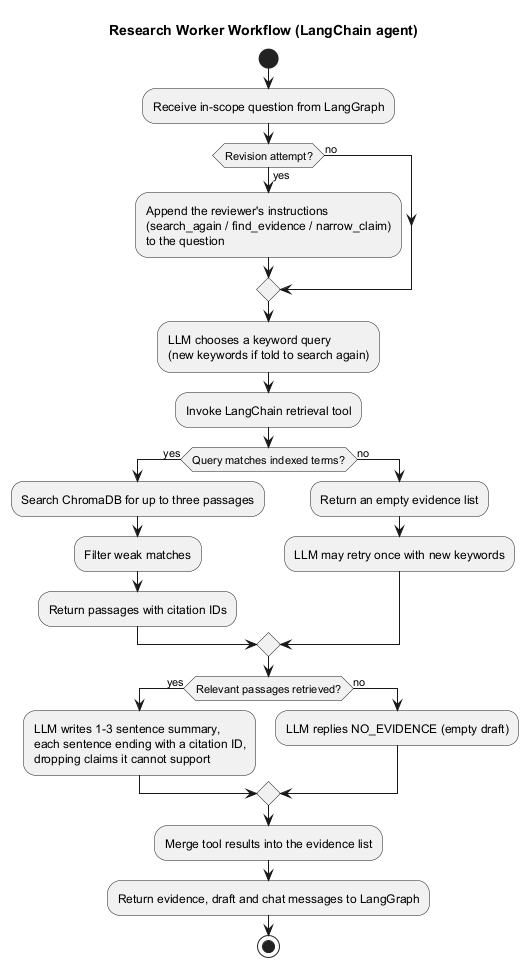 Research Worker Workflow (LangChain agent)
Receive in-scope question from LangGraph
Revision attempt?
no
yes
Append the reviewer's instructions
(search_again / find_evidence / narrow_claim)
to the question
LLM chooses a keyword query
(new keywords if told to search again)
Invoke LangChain retrieval tool
yes
Query matches indexed terms?
no
Search ChromaDB for up to three passages
Return an empty evidence list
Filter weak matches
LLM may retry once with new keywords
Return passages with citation IDs
yes
Relevant passages retrieved?
no
LLM writes 1-3 sentence summary,
each sentence ending with a citation ID,
dropping claims it cannot support
LLM replies NO_EVIDENCE (empty draft)
Merge tool results into the evidence list
Return evidence, draft and chat messages to LangGraph